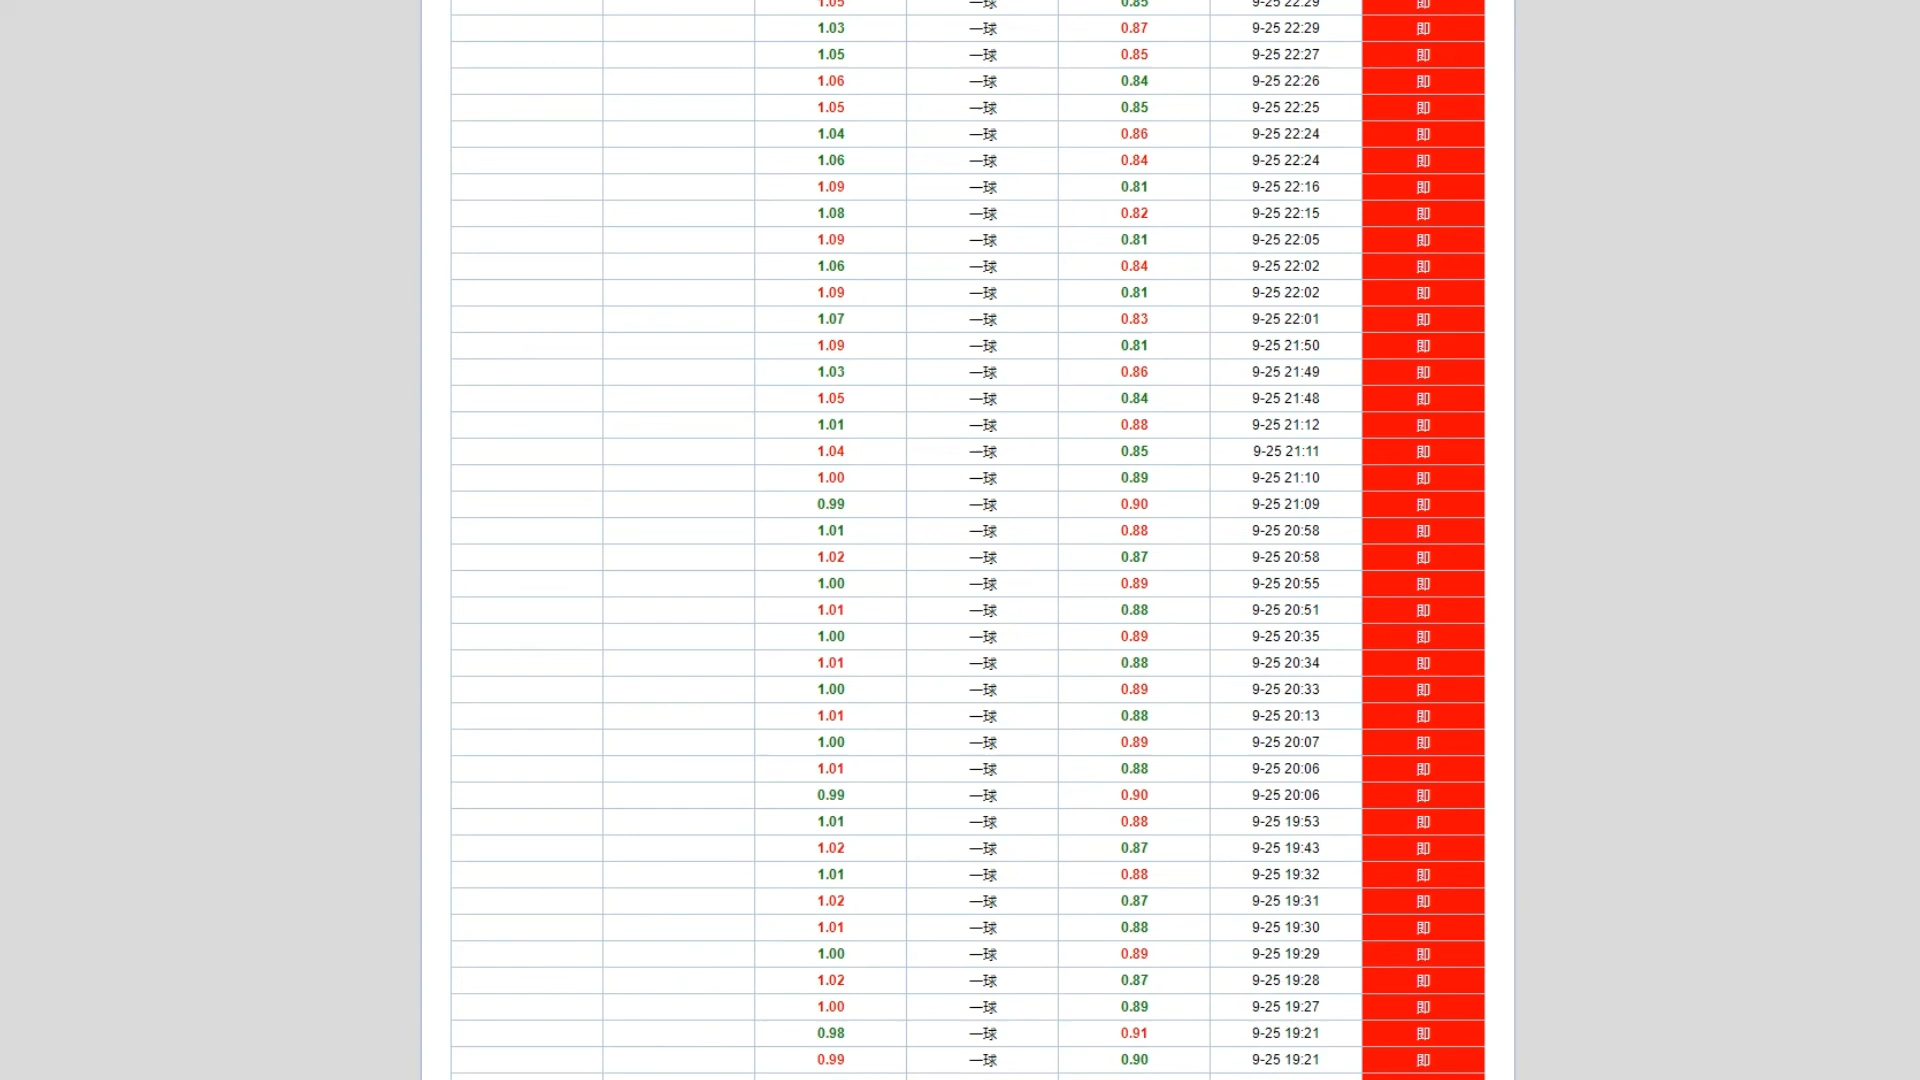 1.05 一球 0.85 9-25 22:29 即
1.03 一球 0.87 9-25 22:29 即
1.05 一球 0.85 9-25 22:27 即
1.06 一球 0.84 9-25 22:26 即
1.05 一球 0.85 9-25 22:25 即
1.04 一球 0.86 9-25 22:24 即
1.06 一球 0.84 9-25 22:24 即
1.09 一球 0.81 9-25 22:16 即
1.08 一球 0.82 9-25 22:15 即
1.09 一球 0.81 9-25 22:05 即
1.06 一球 0.84 9-25 22:02 即
1.09 一球 0.81 9-25 22:02 即
1.07 一球 0.83 9-25 22:01 即
1.09 一球 0.81 9-25 21:50 即
1.03 一球 0.86 9-25 21:49 即
1.05 一球 0.84 9-25 21:48 即
1.01 一球 0.88 9-25 21:12 即
1.04 一球 0.85 9-25 21:11 即
1.00 一球 0.89 9-25 21:10 即
0.99 一球 0.90 9-25 21:09 即
1.01 一球 0.88 9-25 20:58 即
1.02 一球 0.87 9-25 20:58 即
1.00 一球 0.89 9-25 20:55 即
1.01 一球 0.88 9-25 20:51 即
1.00 一球 0.89 9-25 20:35 即
1.01 一球 0.88 9-25 20:34 即
1.00 一球 0.89 9-25 20:33 即
1.01 一球 0.88 9-25 20:13 即
1.00 一球 0.89 9-25 20:07 即
1.01 一球 0.88 9-25 20:06 即
0.99 一球 0.90 9-25 20:06 即
1.01 一球 0.88 9-25 19:53 即
1.02 一球 0.87 9-25 19:43 即
1.01 一球 0.88 9-25 19:32 即
1.02 一球 0.87 9-25 19:31 即
1.01 一球 0.88 9-25 19:30 即
1.00 一球 0.89 9-25 19:29 即
1.02 一球 0.87 9-25 19:28 即
1.00 一球 0.89 9-25 19:27 即
0.98 一球 0.91 9-25 19:21 即
0.99 一球 0.90 9-25 19:21 即